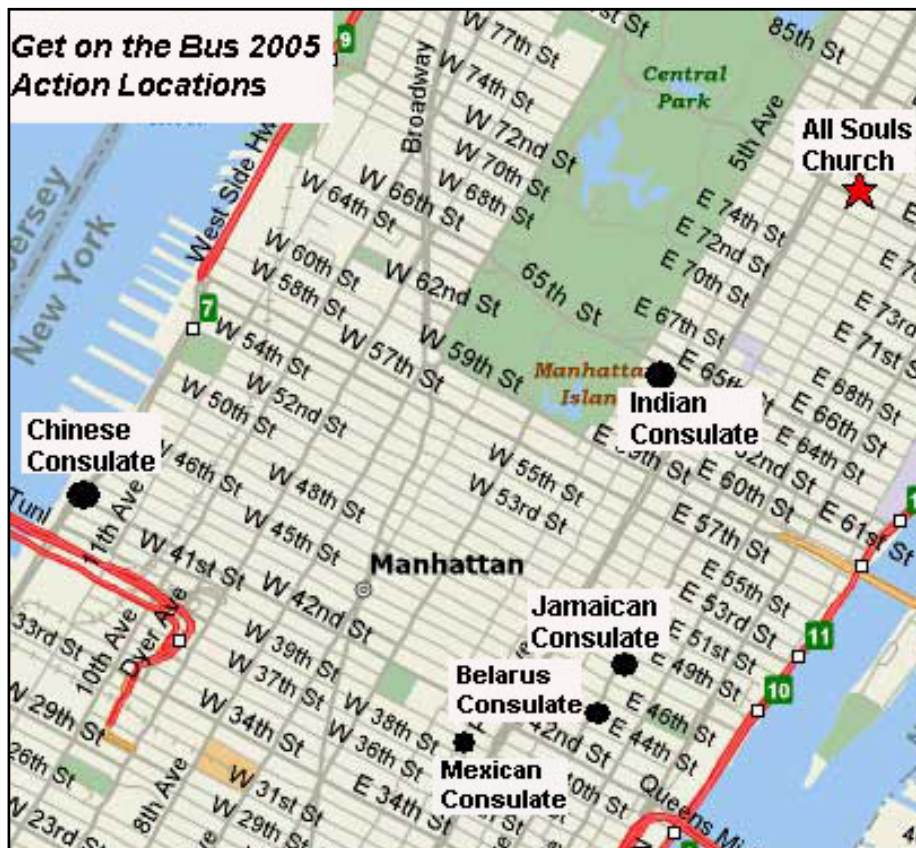 Get on the Bus 2005
Action Locations
9
W 77th St
W 74th St
W 72nd St
W 70th St
W 68th St
W 66th St
W 64th St
Broadway
West Side Hw
Central
Park
85th St
5th Ave
All Souls
Church
E 74th St
E 72nd St
E 70th St
E 67th St
65th St
ersey
New York
7
W 62nd St
W 60th St
W 58th St
W 59th St
W 57th St
W 54th St
W 52nd St
W 50th St
E 73rd
E 71st S
E 68th St
E 66th St
E 64th St
E 65th
Manhatta
Islan
Indian
Consulate
Chinese
Consulate
W 46th St
W 48th St
W 45th St
W 55th St
W 53rd St
E 59th St
62nd St
E 60th St
E 61st St
E 57th St
Tunl
11th Ave
W 41st St
W 42nd St
Manhattan
E 55th St
E 53rd St
E 51st St
E 49th St
11
10
Jamaican
Consulate
Belarus
Consulate
Mexican
Consulate
33rd St
10th Ave
Dyer Ave
W 39th St
W 37th St
W 38th St
W 36th St
W 34th St
E 34th St
W 29th St
26th St
W 23rd St
8th Ave
W 31st St
W 29th St
42nd St
E 46th St
E 44th St
40th St
Queens Mi